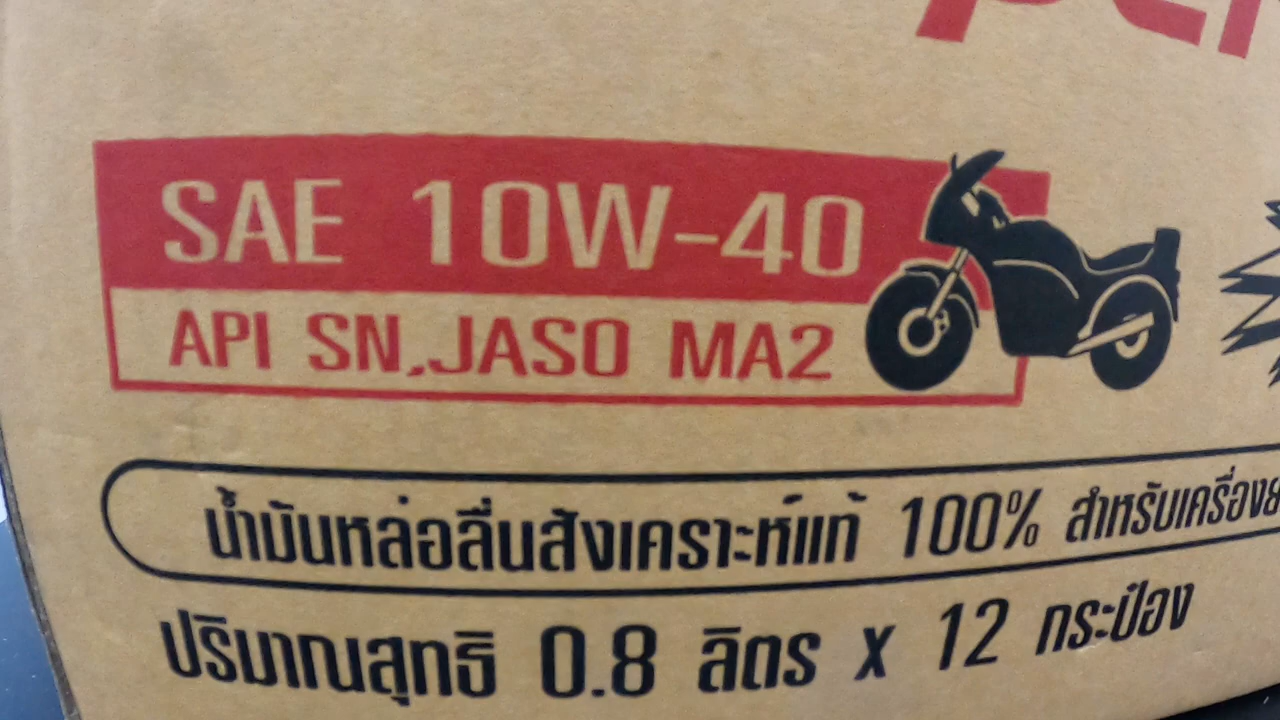 SAE 10W-40
API SN,JASO MA2
น้ำมันหล่อลื่นสังเคราะห์แท้ 100% สำหรับเครื่อง
ปริมาณสุทธิ 0.8 ลิตร x 12 กระป๋อง